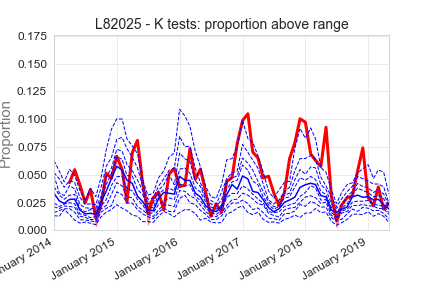 L82025 - K tests: proportion above range
Proportion
0.175
0.150
0.125
0.100
0.075
0.050
0.025
0.000
nuary 2014
January 2015
January 2016
January 2017
January 2018
January 2019